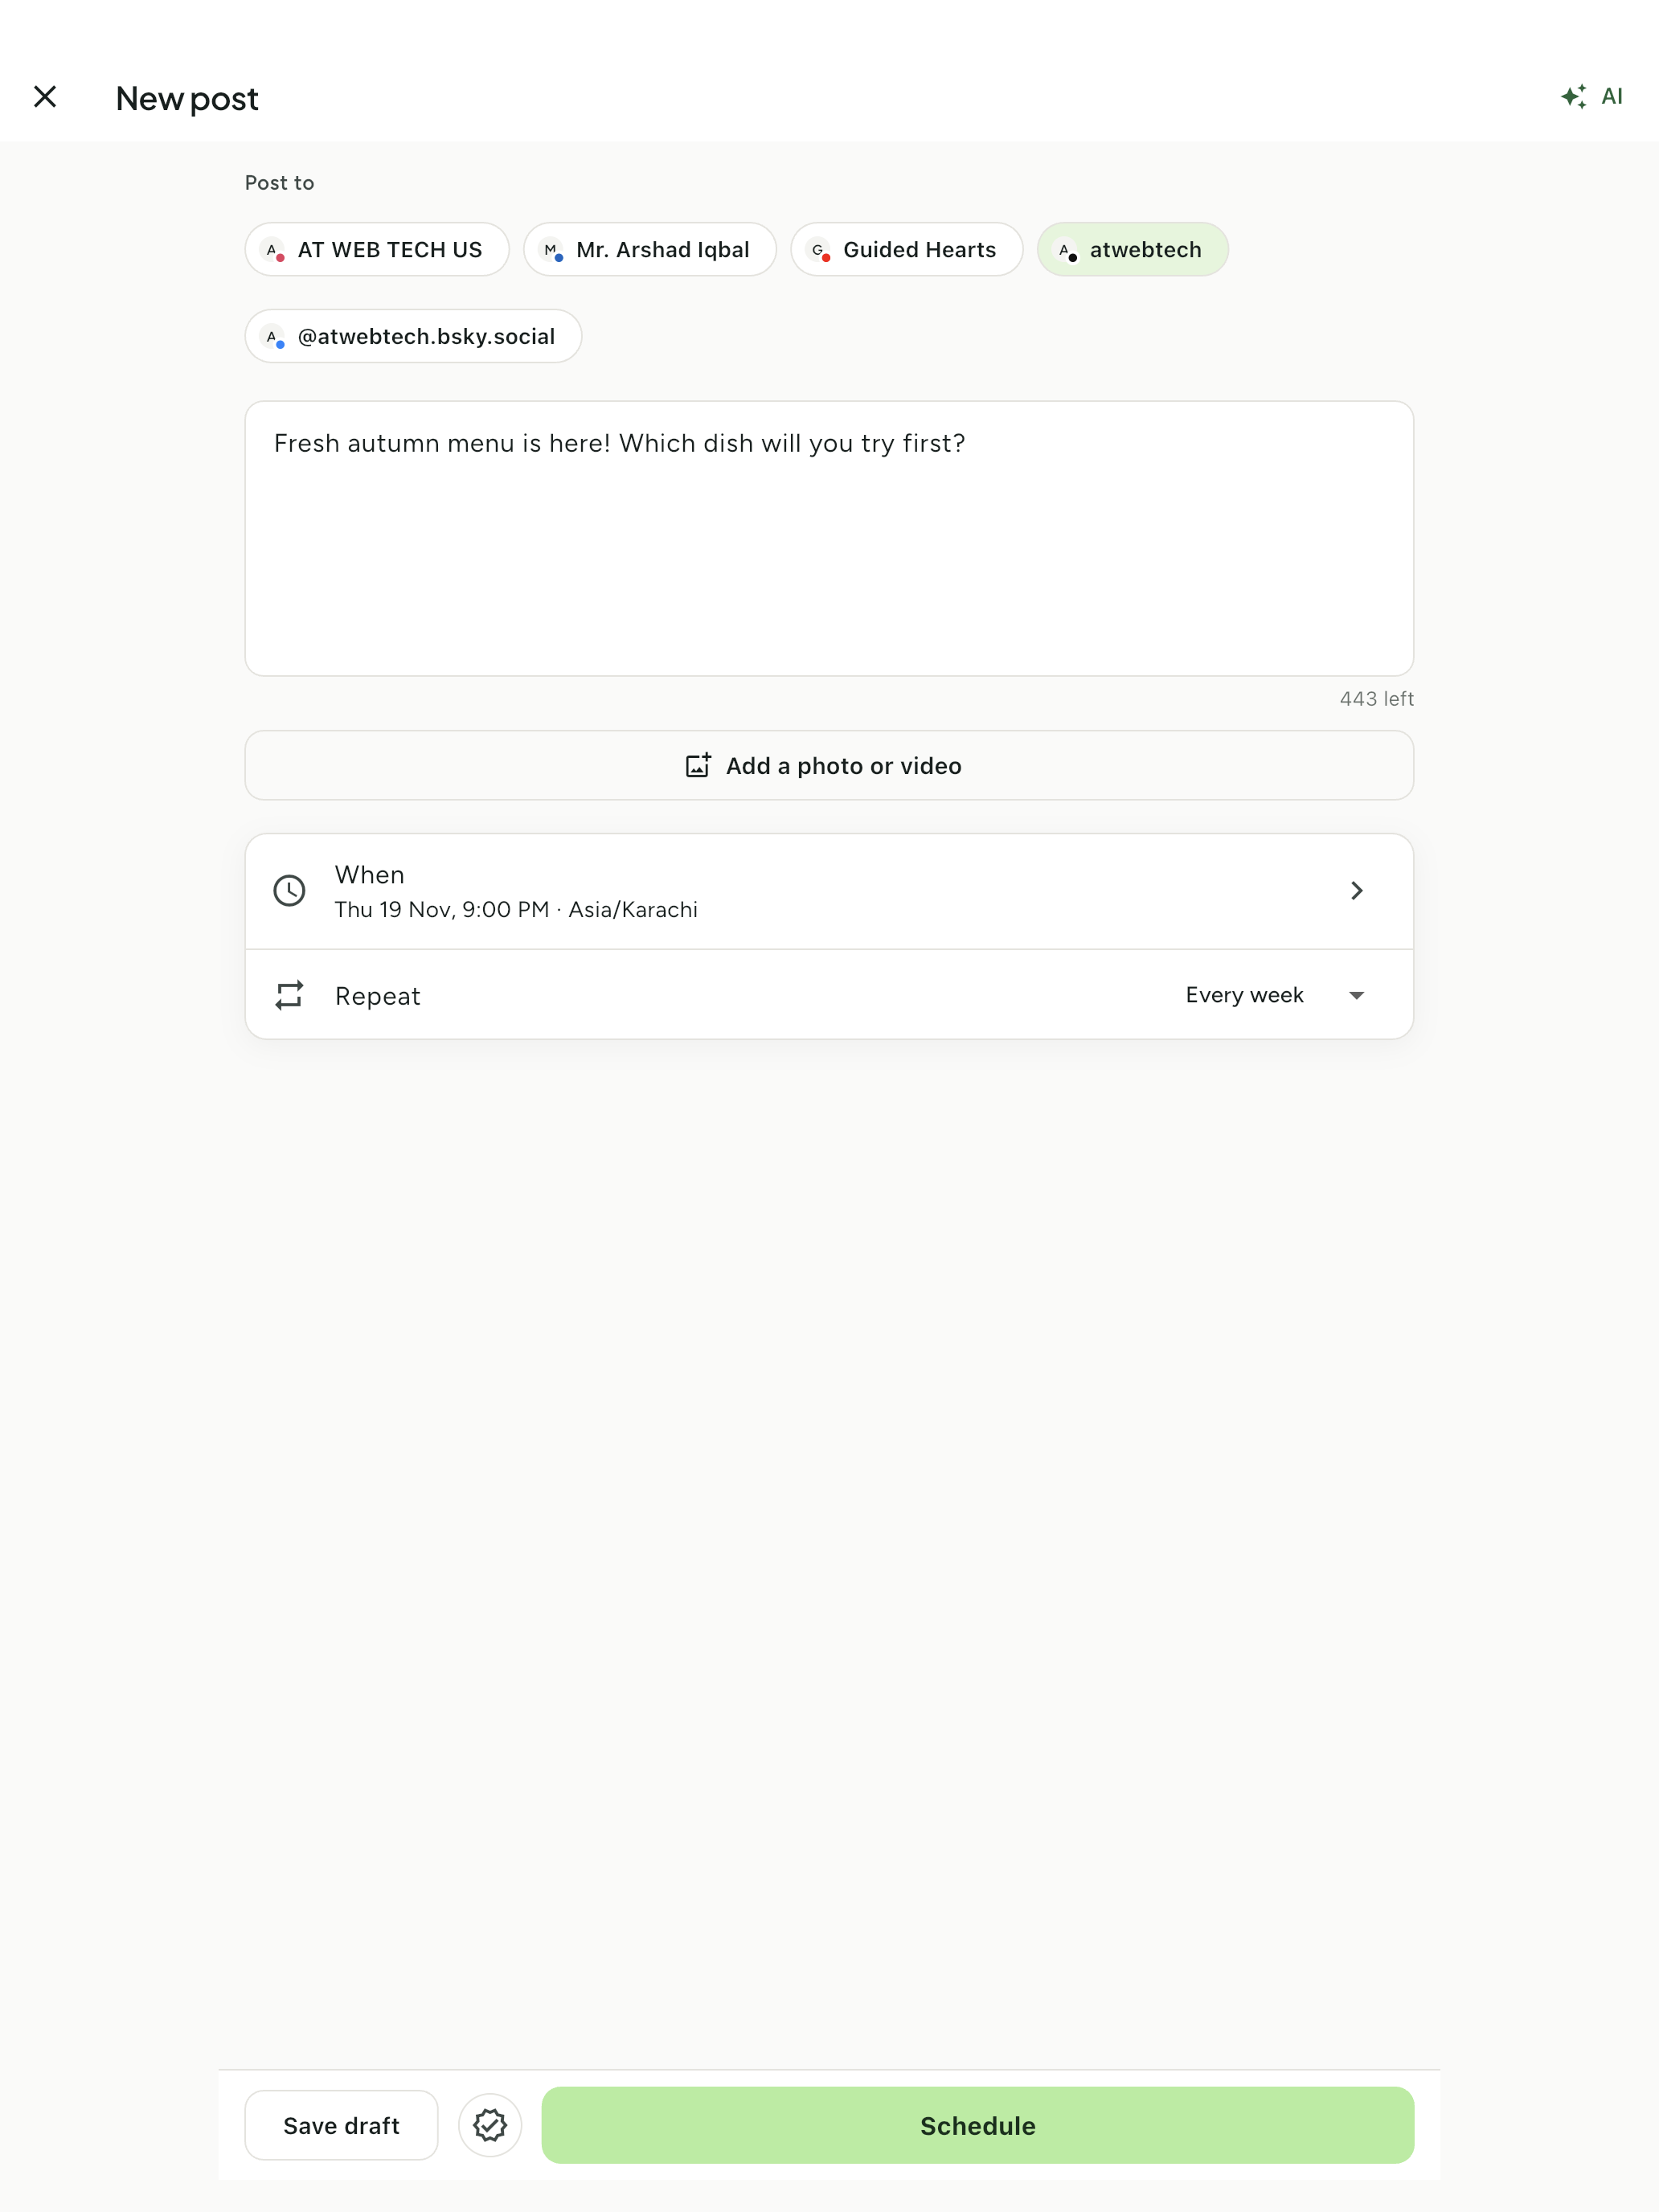 New post
AI
Post to
A AT WEB TECH US
M Mr. Arshad Iqbal
G Guided Hearts
A atwebtech
A @atwebtech.bsky.social
Fresh autumn menu is here! Which dish will you try first?
443 left
Add a photo or video
When
Thu 19 Nov, 9:00 PM · Asia/Karachi
Repeat
Every week
Save draft
Schedule